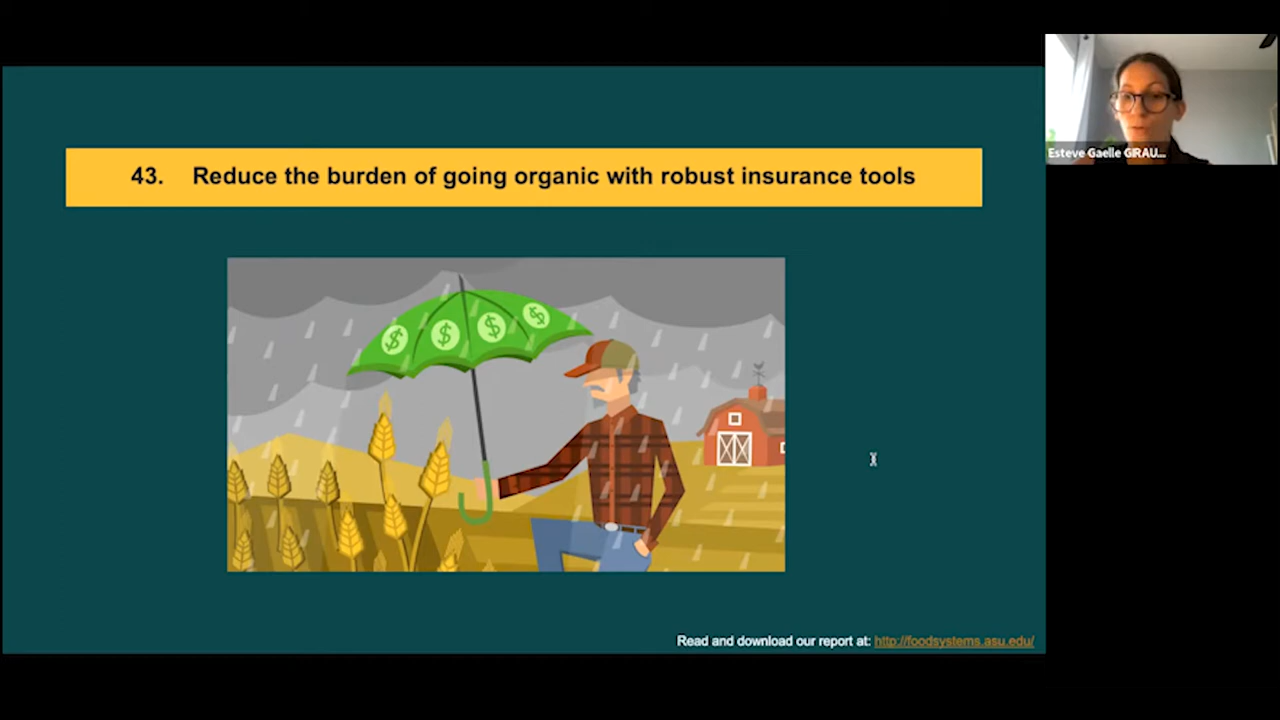 43. Reduce the burden of going organic with robust insurance tools
Esteve Gaelle GIRAU...
$ $ $ $
Read and download our report at: http://foodsystems.asu.edu/